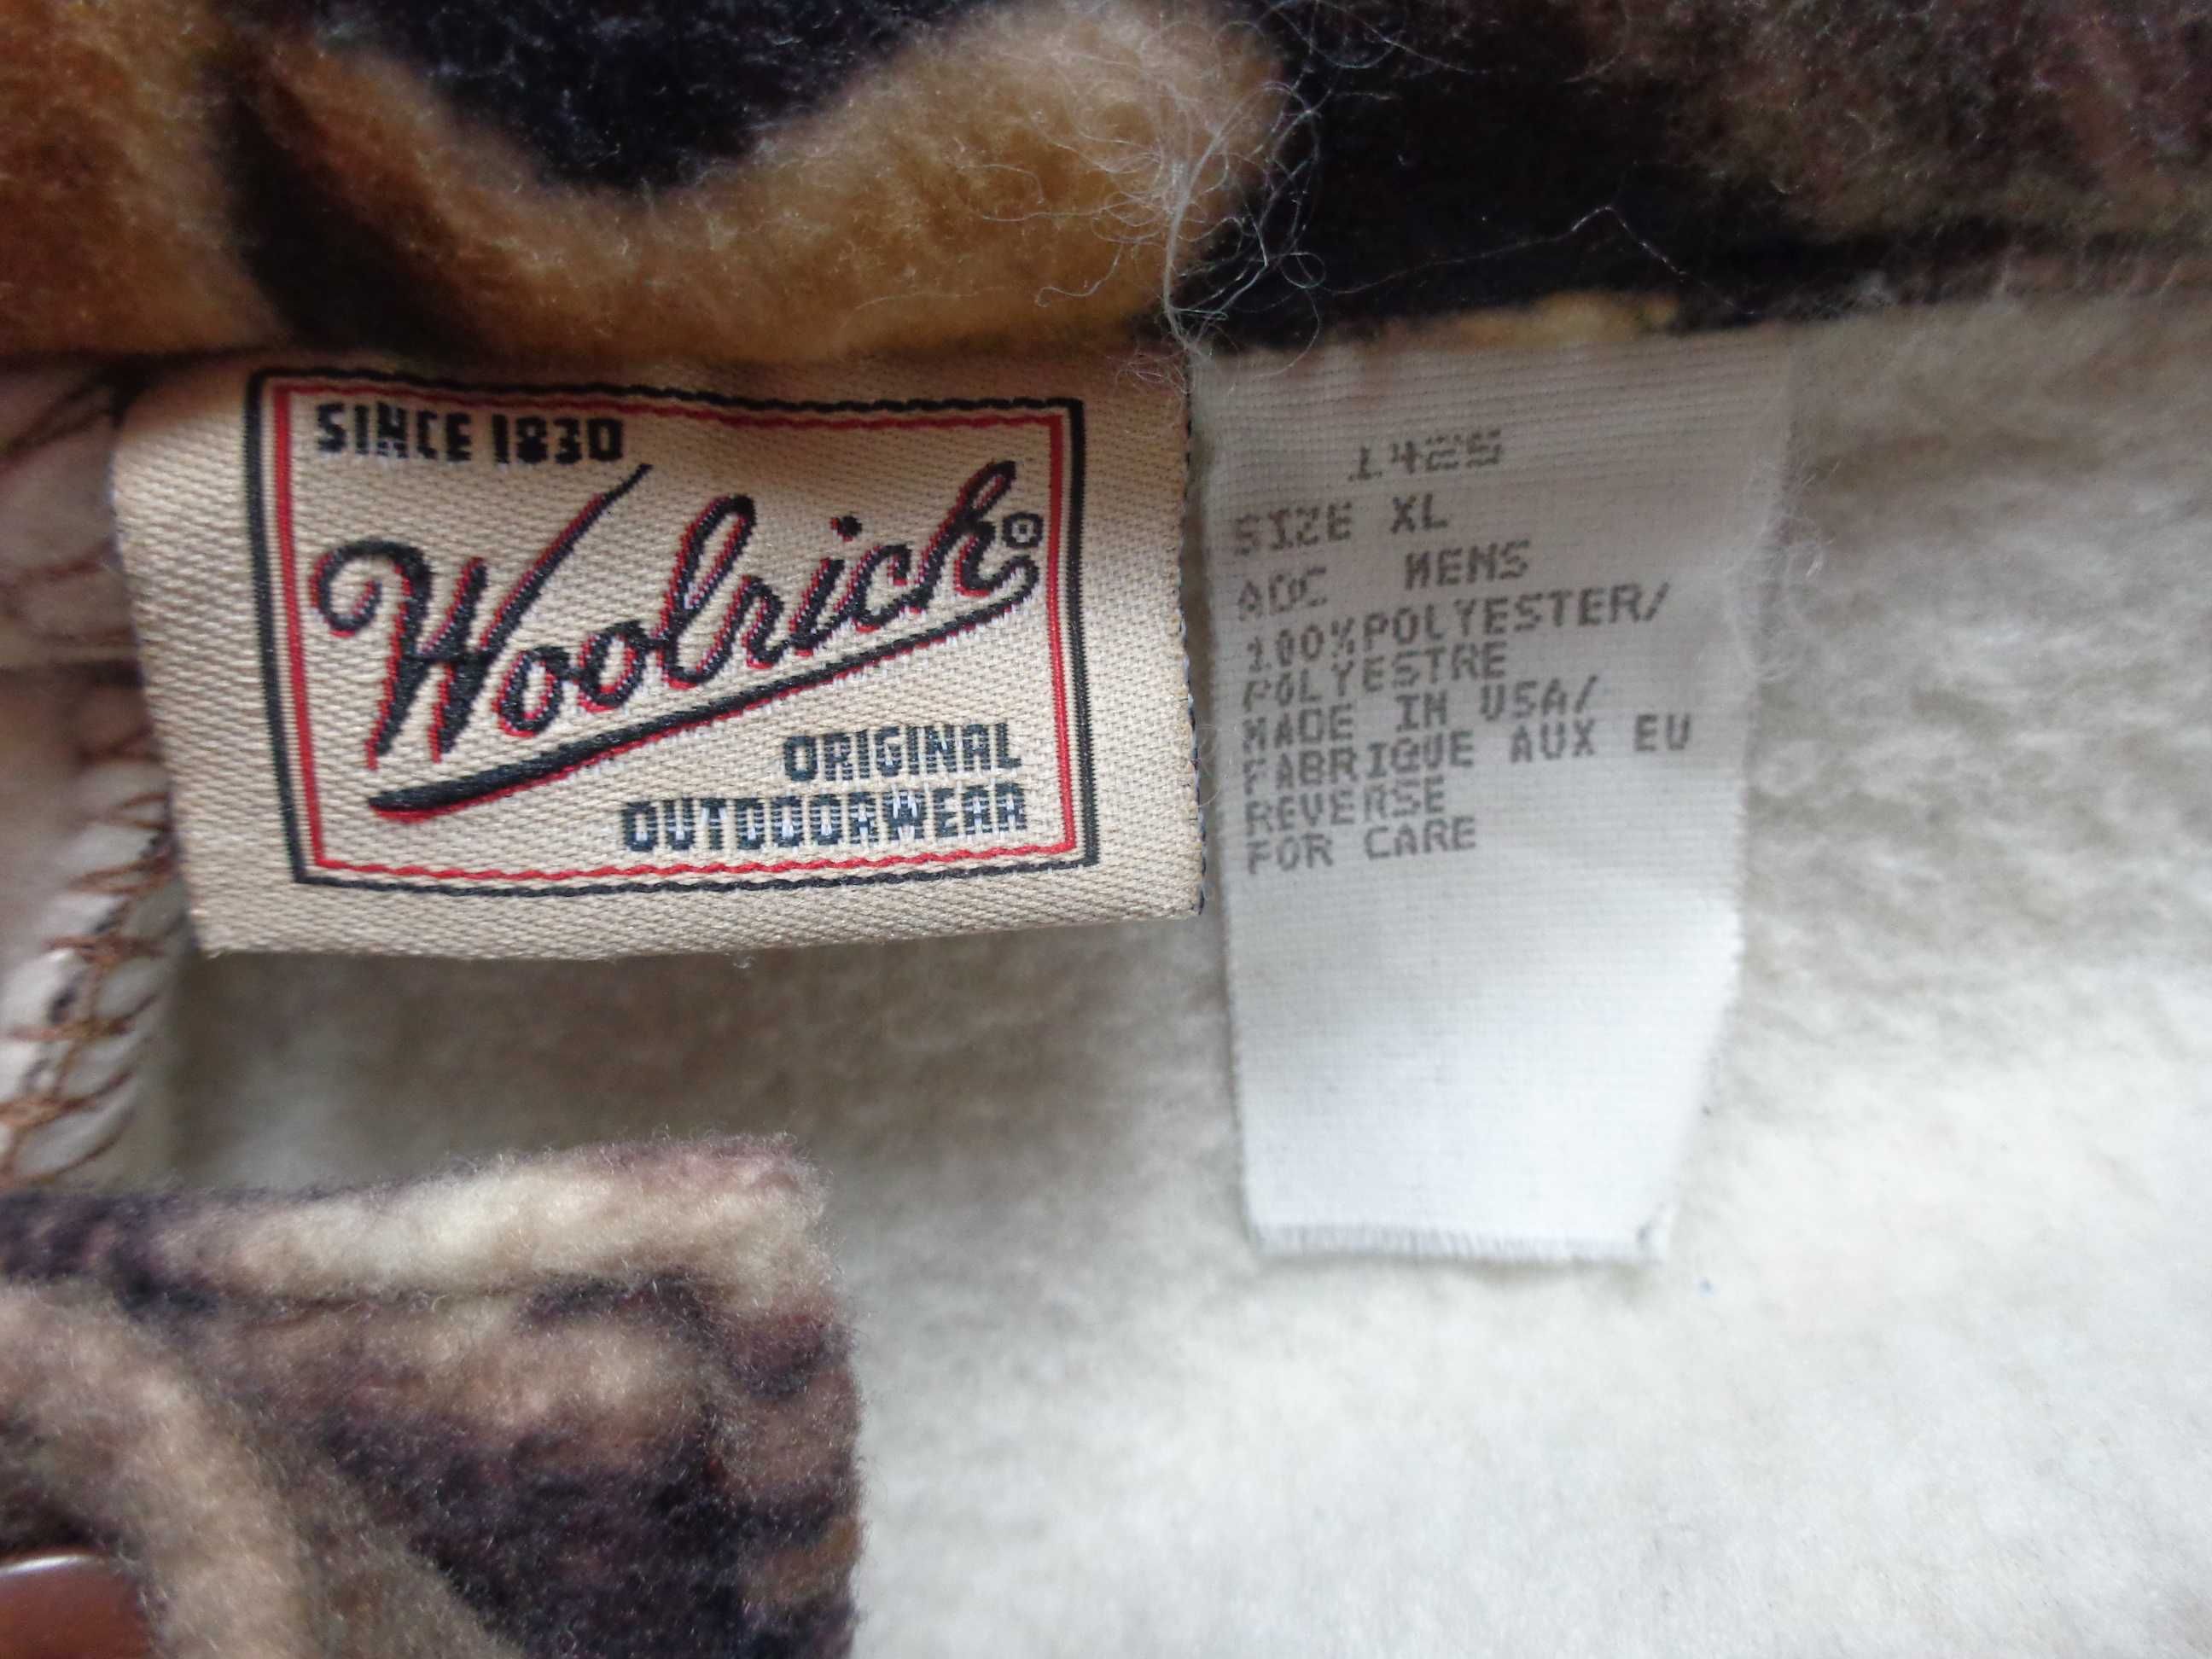 SINCE 1830
Woolrich®
ORIGINAL
OUTDOORWEAR
1425
SIZE XL
ADC MENS
100%POLYESTER/
POLYESTRE
MADE IN USA/
FABRIQUE AUX EU
REVERSE
FOR CARE